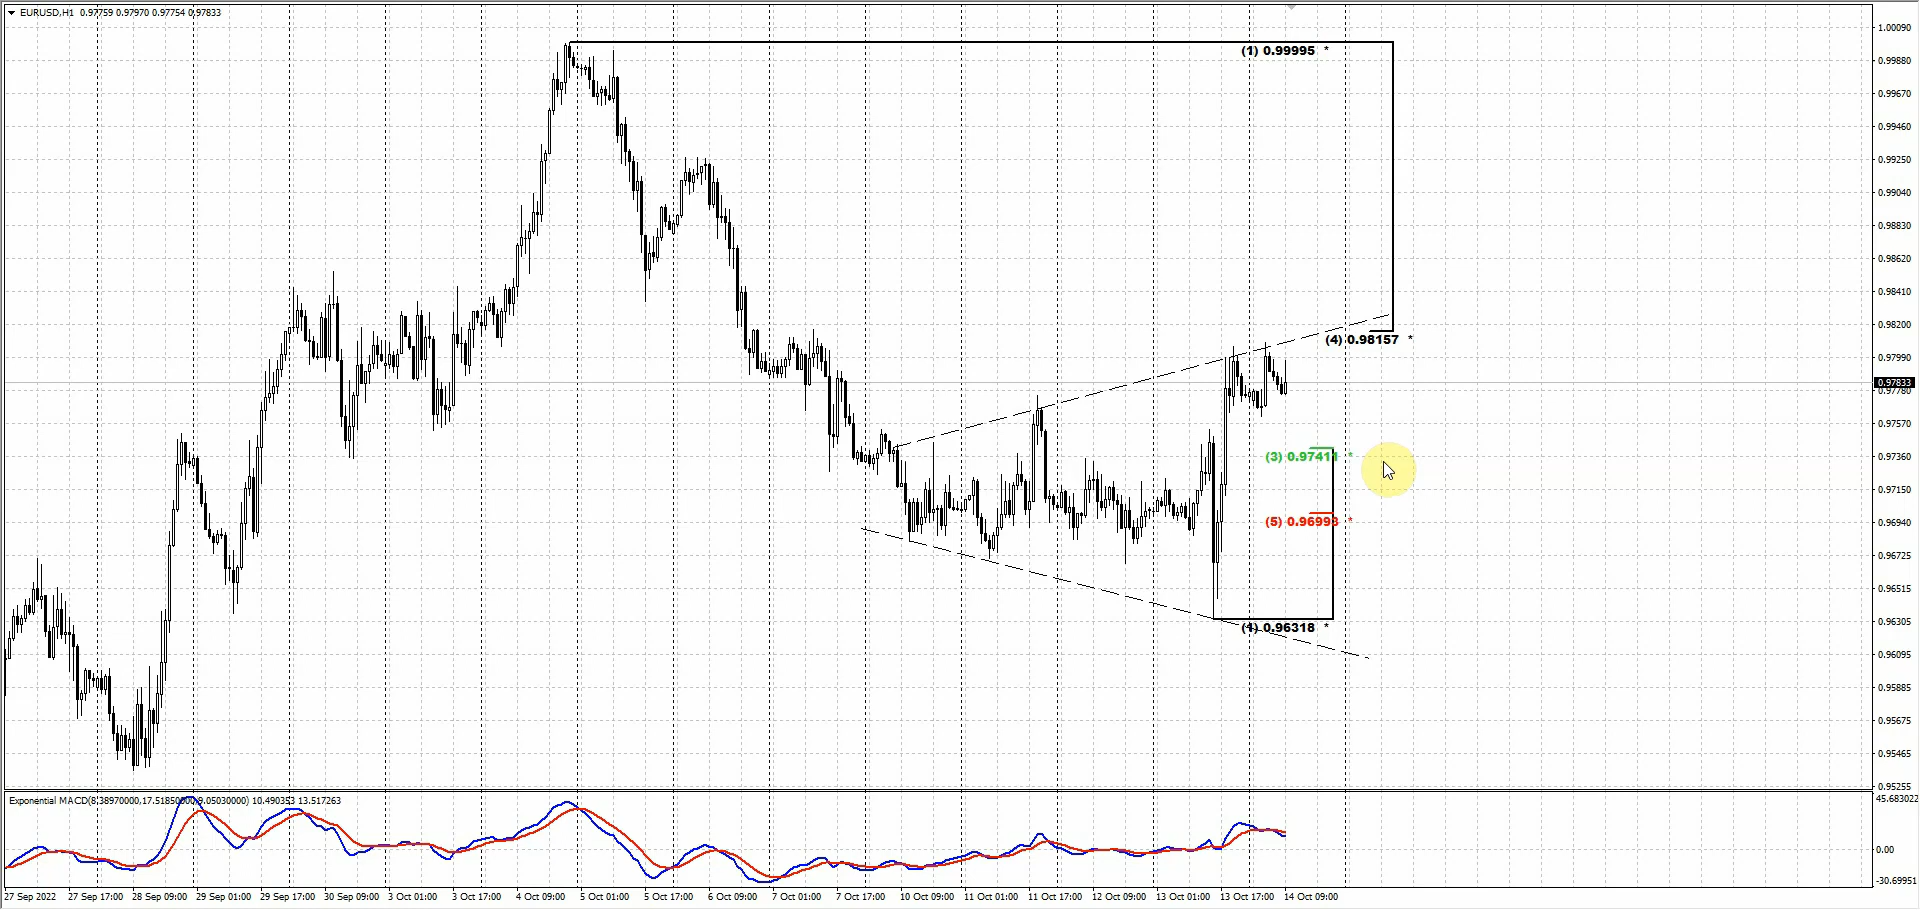 EURUSD,H1 0.97759 0.97970 0.97754 0.97833
(1) 0.99995 *
(4) 0.98157 *
(3) 0.97411 *
(5) 0.96993 *
0.96318 *
1.00090
0.99880
0.99670
0.99460
0.99250
0.99040
0.98830
0.98620
0.98410
0.98200
0.97990
0.97833
0.97780
0.97570
0.97360
0.97150
0.96940
0.96725
0.96515
0.96305
0.96095
0.95885
0.95675
0.95465
0.95255
Exponential MACD(8.38970000,17.51850000,9.05030000) 10.490353 13.517263
45.683022
0.00
-30.69951
27 Sep 2022
27 Sep 17:00
28 Sep 09:00
29 Sep 01:00
29 Sep 17:00
30 Sep 09:00
3 Oct 01:00
3 Oct 17:00
4 Oct 09:00
5 Oct 01:00
5 Oct 17:00
6 Oct 09:00
7 Oct 01:00
7 Oct 17:00
10 Oct 09:00
11 Oct 01:00
11 Oct 17:00
12 Oct 09:00
13 Oct 01:00
13 Oct 17:00
14 Oct 09:00